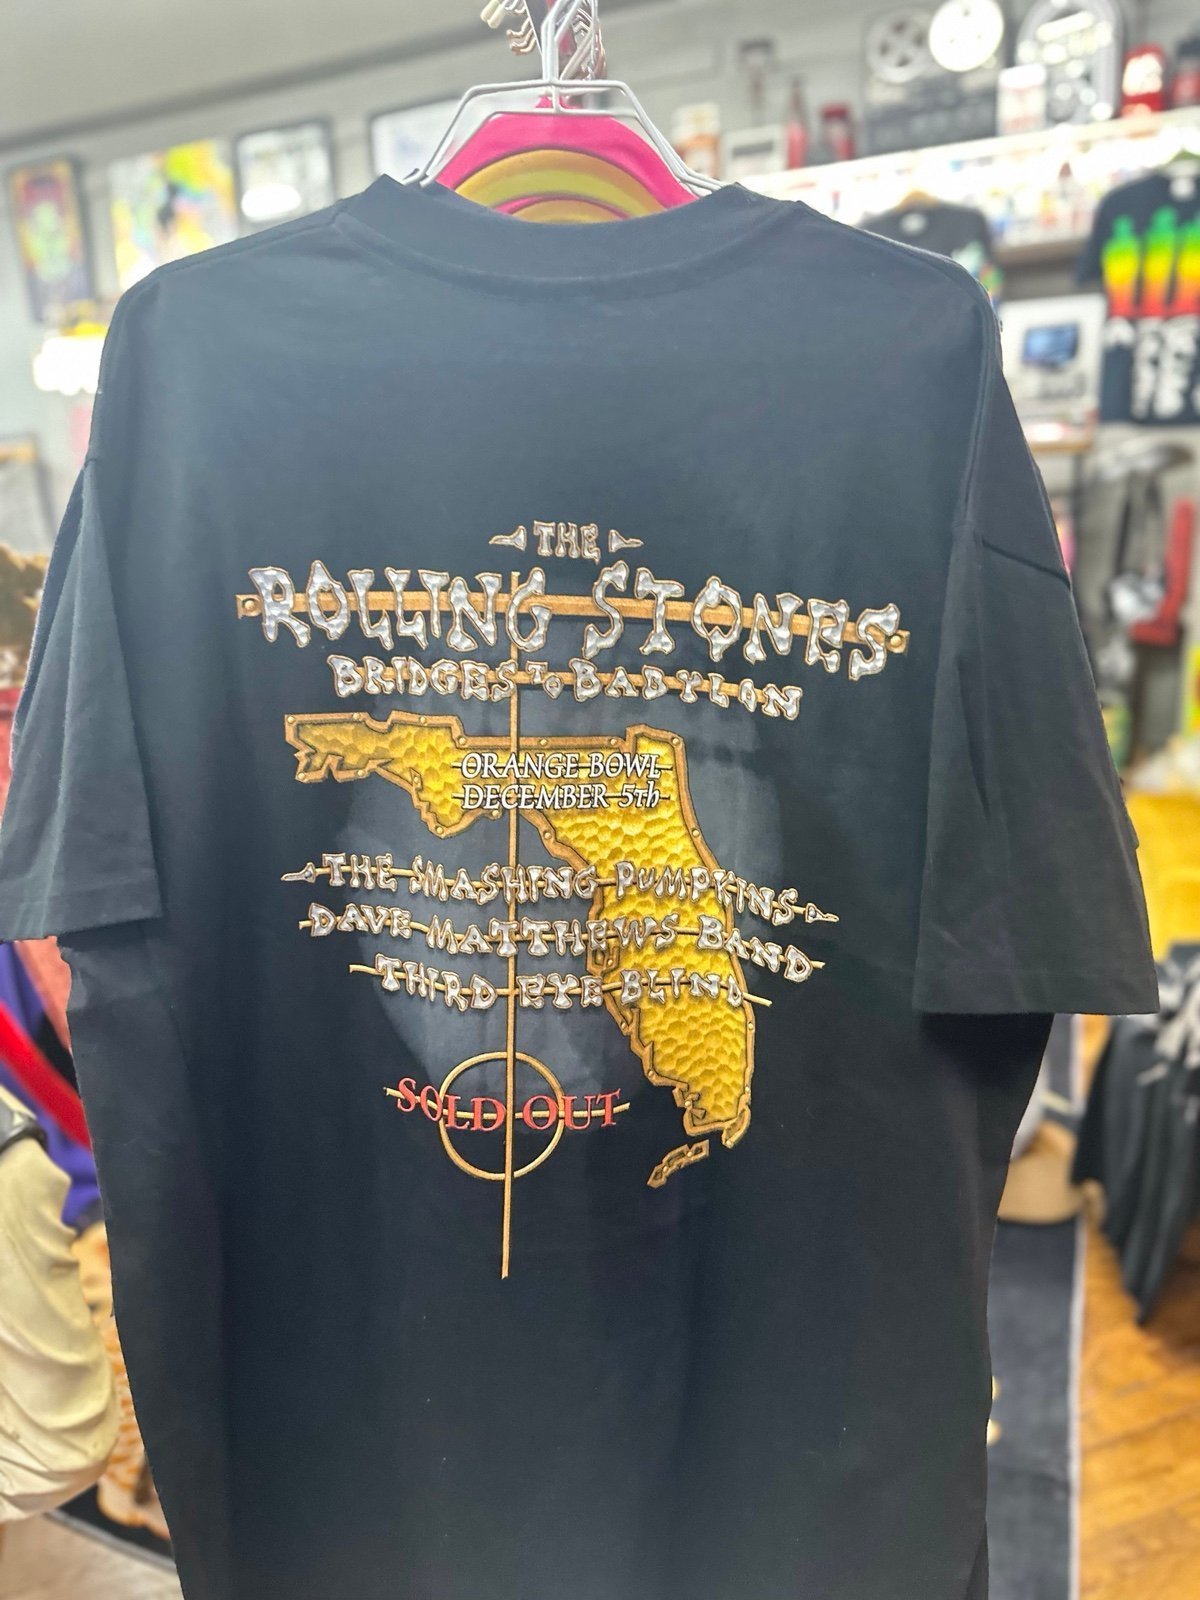 THE
ROLLING STONES
BRIDGES TO BABYLON
ORANGE BOWL
DECEMBER 5th
THE SMASHING PUMPKINS
DAVE MATTHEWS BAND
THIRD EYE BLIND
SOLD OUT